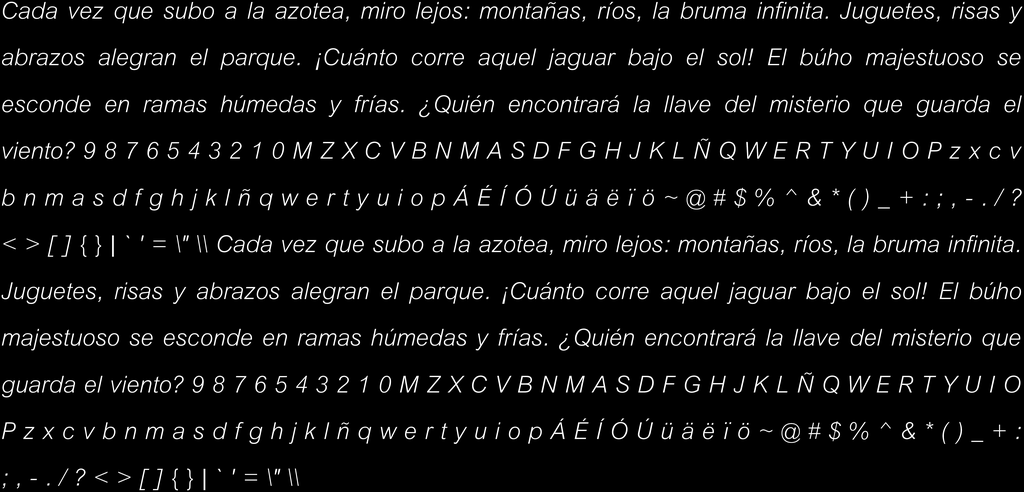 Cada vez que subo a la azotea, miro lejos: montañas, ríos, la bruma infinita. Juguetes, risas y
abrazos alegran el parque. ¡Cuánto corre aquel jaguar bajo el sol! El búho majestuoso se
esconde en ramas húmedas y frías. ¿Quién encontrará la llave del misterio que guarda el
viento? 9 8 7 6 5 4 3 2 1 0 M Z X C V B N M A S D F G H J K L Ñ Q W E R T Y U I O P z x c v
b n m a s d f g h j k l ñ q w e r t y u i o p Á É Í Ó Ú ü ä ë ï ö ~ @ # $ % ^ & * ( ) _ + : ; , - . / ?
< > [ ] { } | ` ' = \" \\ Cada vez que subo a la azotea, miro lejos: montañas, ríos, la bruma infinita.
Juguetes, risas y abrazos alegran el parque. ¡Cuánto corre aquel jaguar bajo el sol! El búho
majestuoso se esconde en ramas húmedas y frías. ¿Quién encontrará la llave del misterio que
guarda el viento? 9 8 7 6 5 4 3 2 1 0 M Z X C V B N M A S D F G H J K L Ñ Q W E R T Y U I O
P z x c v b n m a s d f g h j k l ñ q w e r t y u i o p Á É Í Ó Ú ü ä ë ï ö ~ @ # $ % ^ & * ( ) _ + :
; , - . / ? < > [ ] { } | ` ' = \" \\